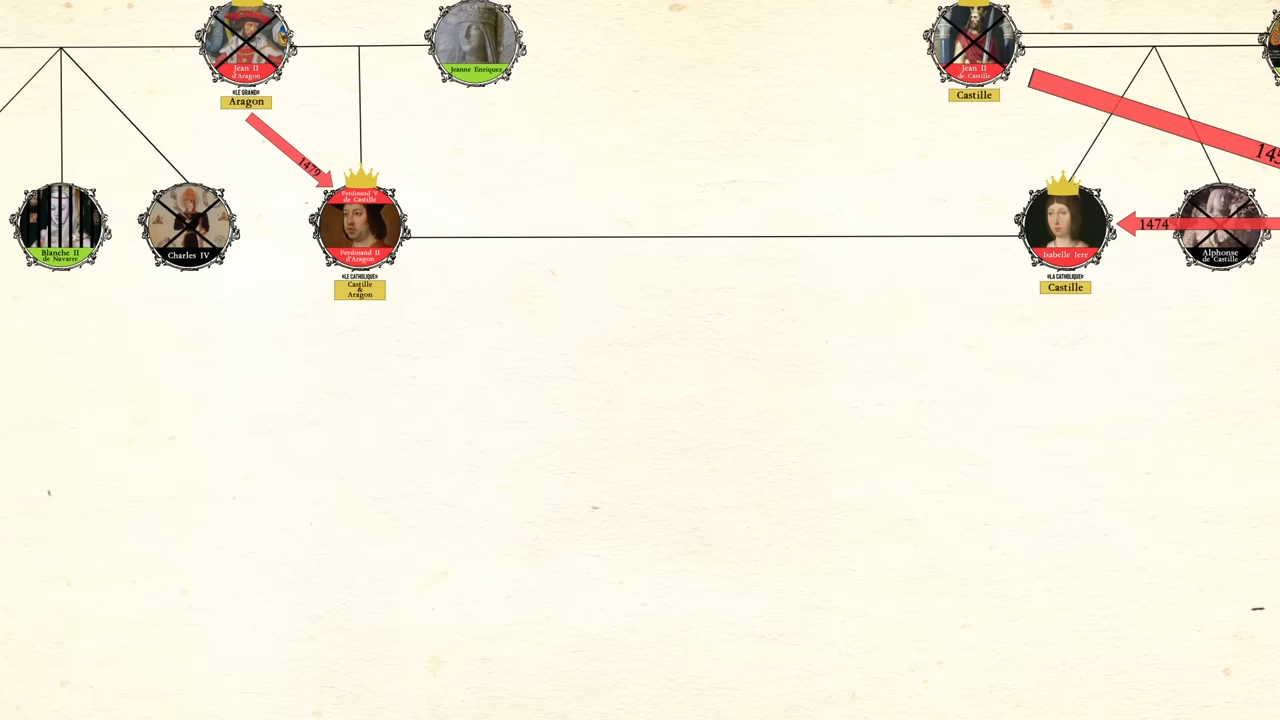 Jean II
d'Aragon
«LE GRAND»
Aragon
Jeanne Enriquez
Jean II
de Castille
Castille
1479
Blanche II
de Navarre
Charles IV
Ferdinand V
de Castille
Ferdinand II
d'Aragon
«LE CATHOLIQUE»
Castille
&
Aragon
Isabelle 1ere
«LA CATHOLIQUE»
Castille
1474
Alphonse
de Castille